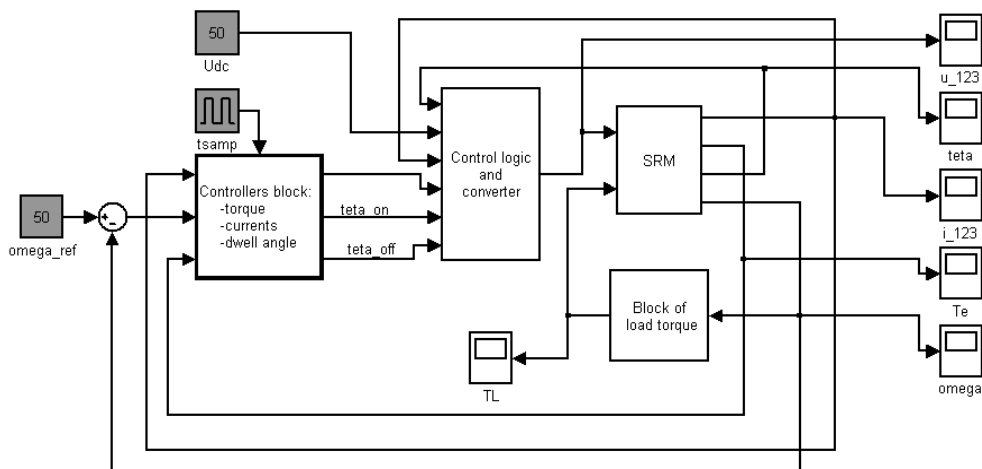 50
Udc
u_123
tsamp
teta
Control logic
and
converter
SRM
Controllers block:
-torque
-currents
-dwell angle
teta_on
teta_off
50
omega_ref
+
-
i_123
Te
Block of
load torque
TL
omega